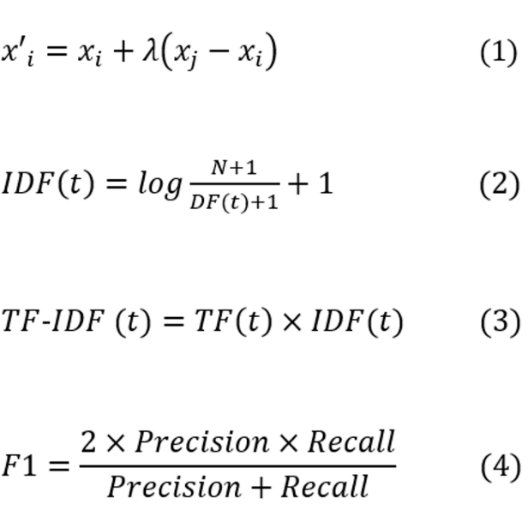 x'ᵢ = xᵢ + λ(xⱼ − xᵢ) (1)
IDF(t) = log (N+1)/(DF(t)+1) + 1 (2)
TF-IDF (t) = TF(t) × IDF(t) (3)
F1 = (2 × Precision × Recall)/(Precision + Recall) (4)